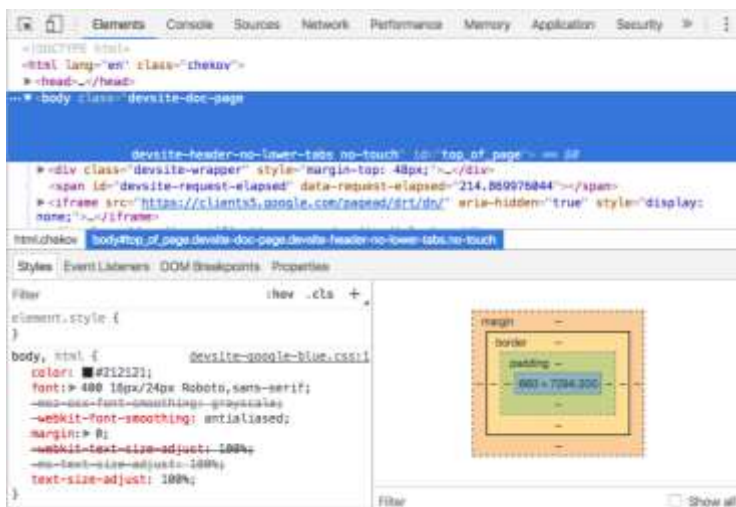 Elements Console Sources Network Performance Memory Application Security »
<!DOCTYPE html>
<html lang="en" class="chekov">
▶<head>…</head>
…▼<body class="devsite-doc-page
devsite-header-no-lower-tabs no-touch" id="top_of_page"> == $0
▶<div class="devsite-wrapper" style="margin-top: 48px;">…</div>
<span id="devsite-request-elapsed" data-request-elapsed="214.869976044"></span>
▶<iframe src="https://clients5.google.com/pagead/drt/dn/" aria-hidden="true" style="display:
none;">…</iframe>
html.chekov body#top_of_page.devsite-doc-page.devsite-header-no-lower-tabs.no-touch
Styles Event Listeners DOM Breakpoints Properties
Filter :hov .cls +
element.style {
}
body, html { devsite-google-blue.css:1
color: #212121;
font:▶ 400 16px/24px Roboto,sans-serif;
-moz-osx-font-smoothing: grayscale;
-webkit-font-smoothing: antialiased;
margin:▶ 0;
-webkit-text-size-adjust: 100%;
-ms-text-size-adjust: 100%;
text-size-adjust: 100%;
}
margin –
border –
padding –
– – – – – –
–
–
–
Filter Show all